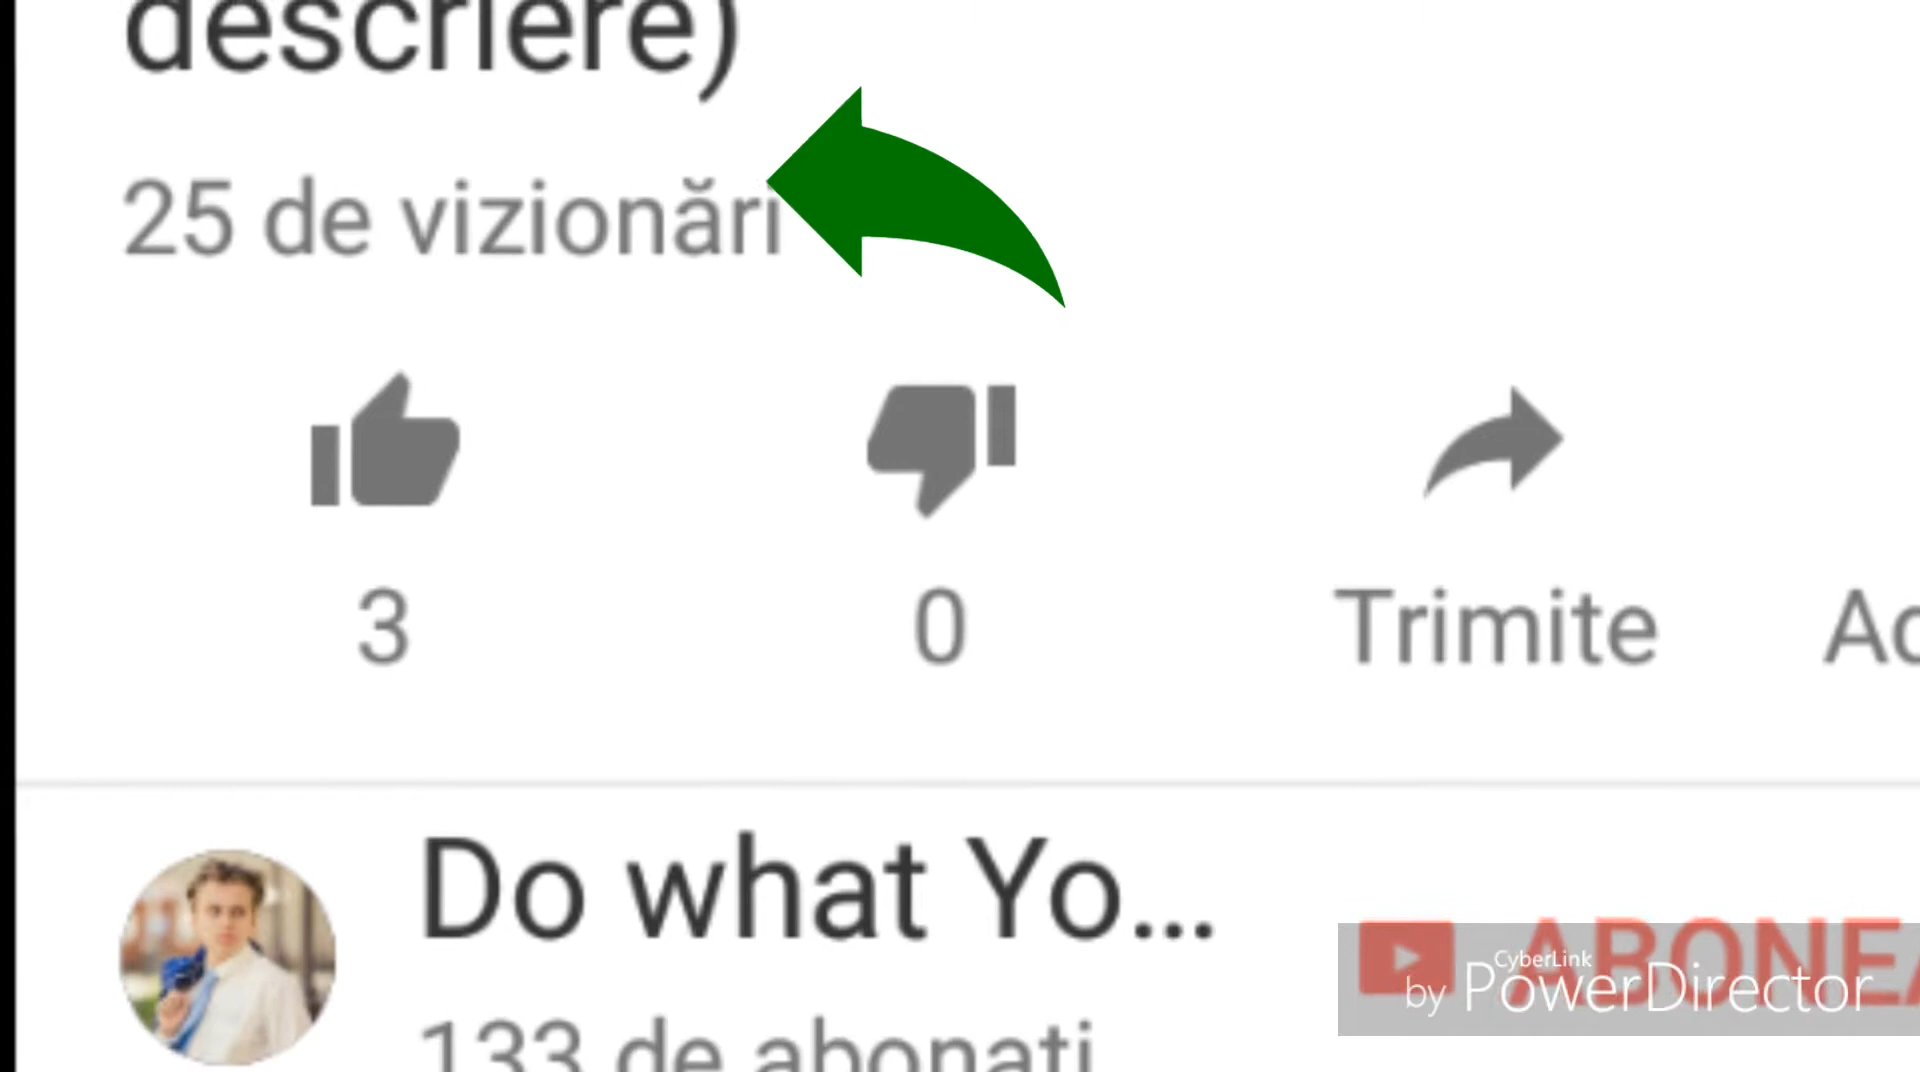 descriere)
25 de vizionări
3
0
Trimite
Do what Yo...
133 de abonați
CyberLink
by PowerDirector